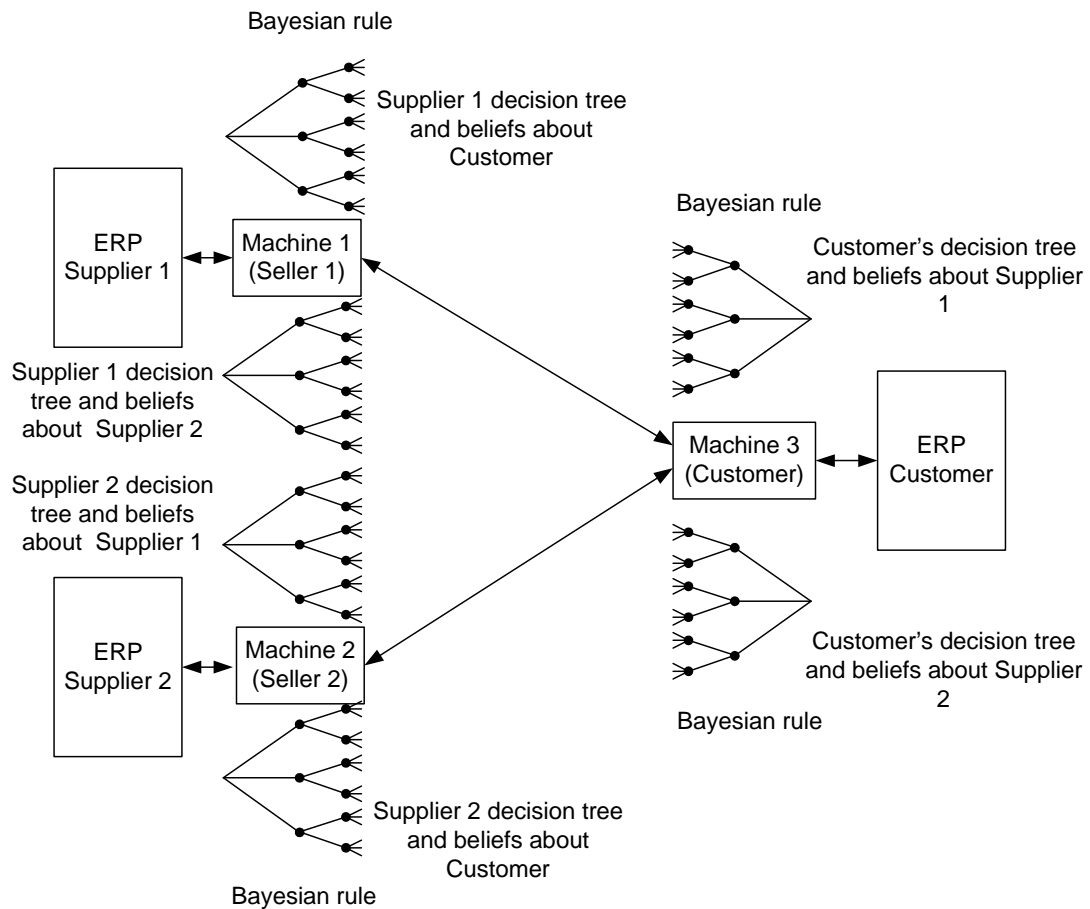 Bayesian rule
Supplier 1 decision tree
and beliefs about
Customer
ERP
Supplier 1
Machine 1
(Seller 1)
Bayesian rule
Customer’s decision tree
and beliefs about Supplier
1
Supplier 1 decision
tree and beliefs
about Supplier 2
Machine 3
(Customer)
ERP
Customer
Supplier 2 decision
tree and beliefs
about Supplier 1
ERP
Supplier 2
Machine 2
(Seller 2)
Customer’s decision tree
and beliefs about Supplier
2
Bayesian rule
Supplier 2 decision tree
and beliefs about
Customer
Bayesian rule